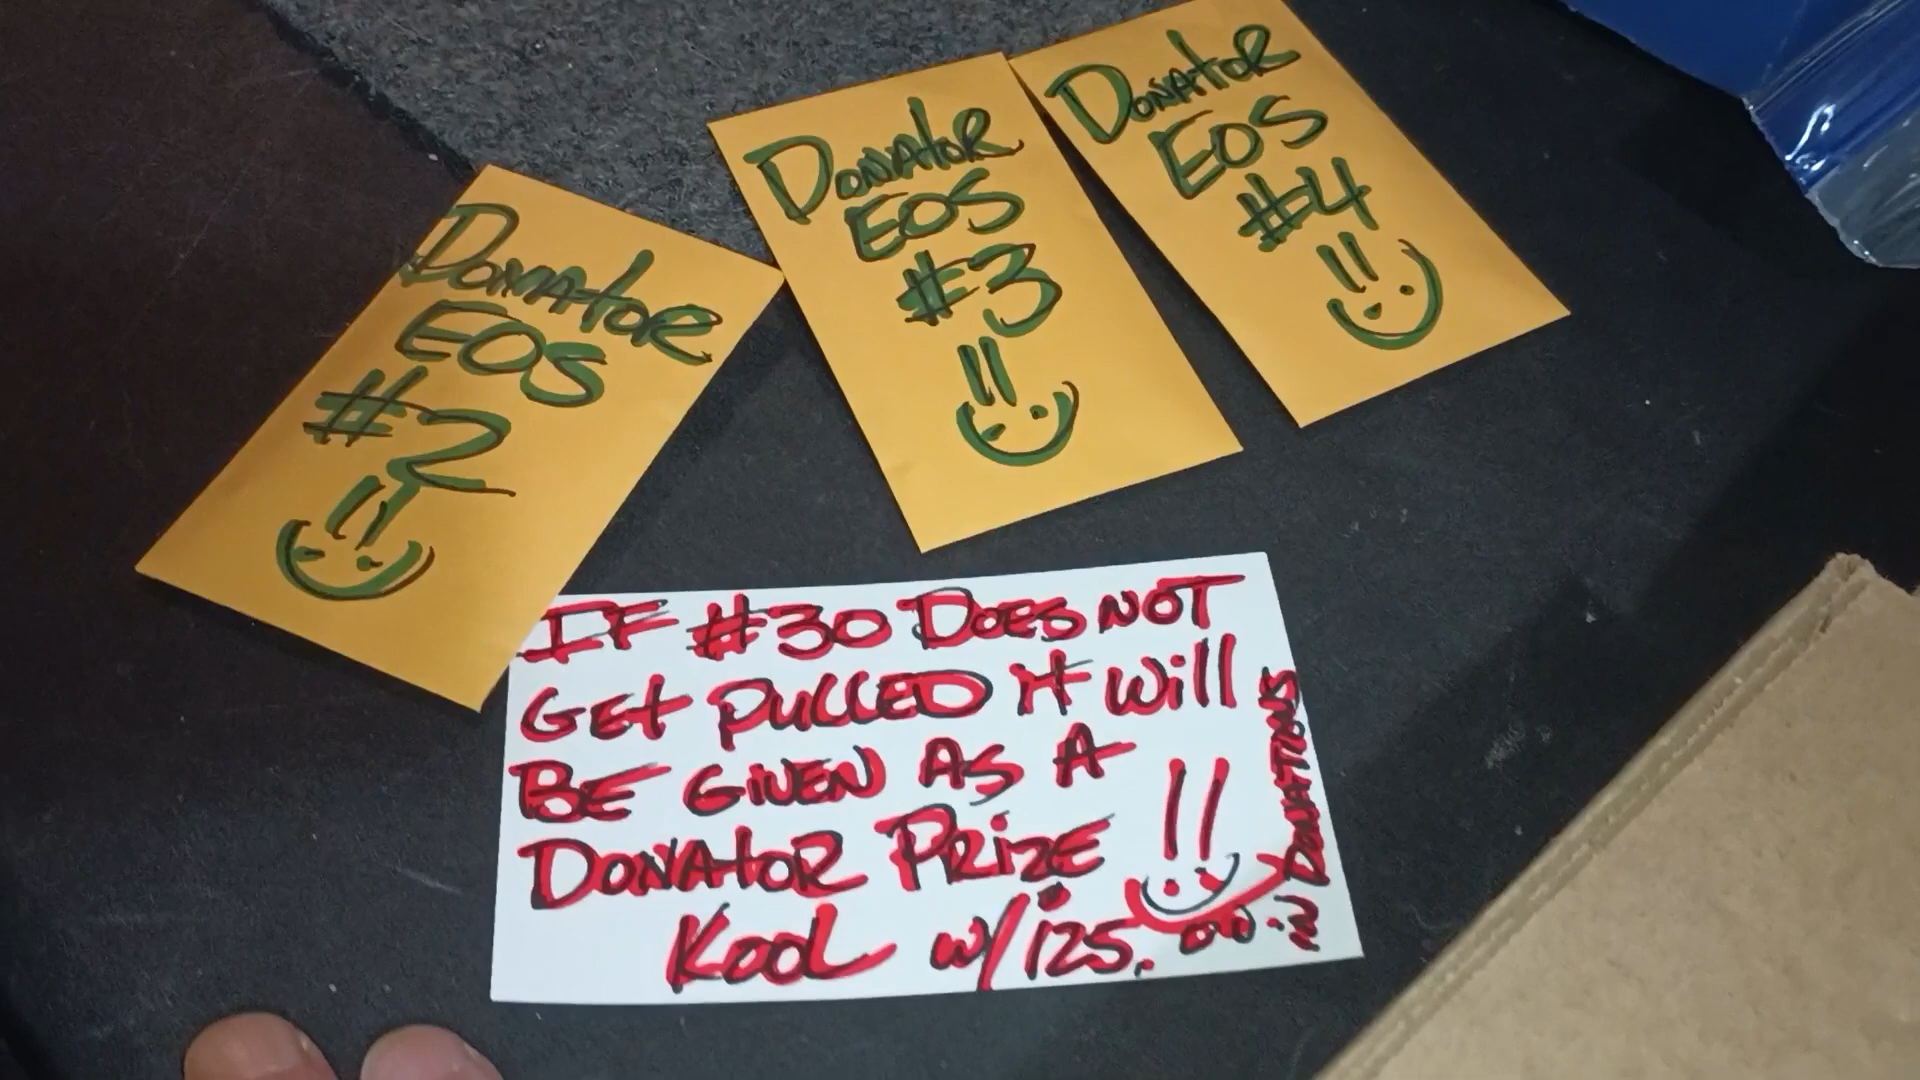 Donator
EOS
#2
Donator
EOS
#3
Donator
EOS
#4
IF #30 DOES NOT
GEt PULLED it Will
BE GIVEN AS A
DONAtOR PRiZE
KOOL w/125.00 iN DONATIONS